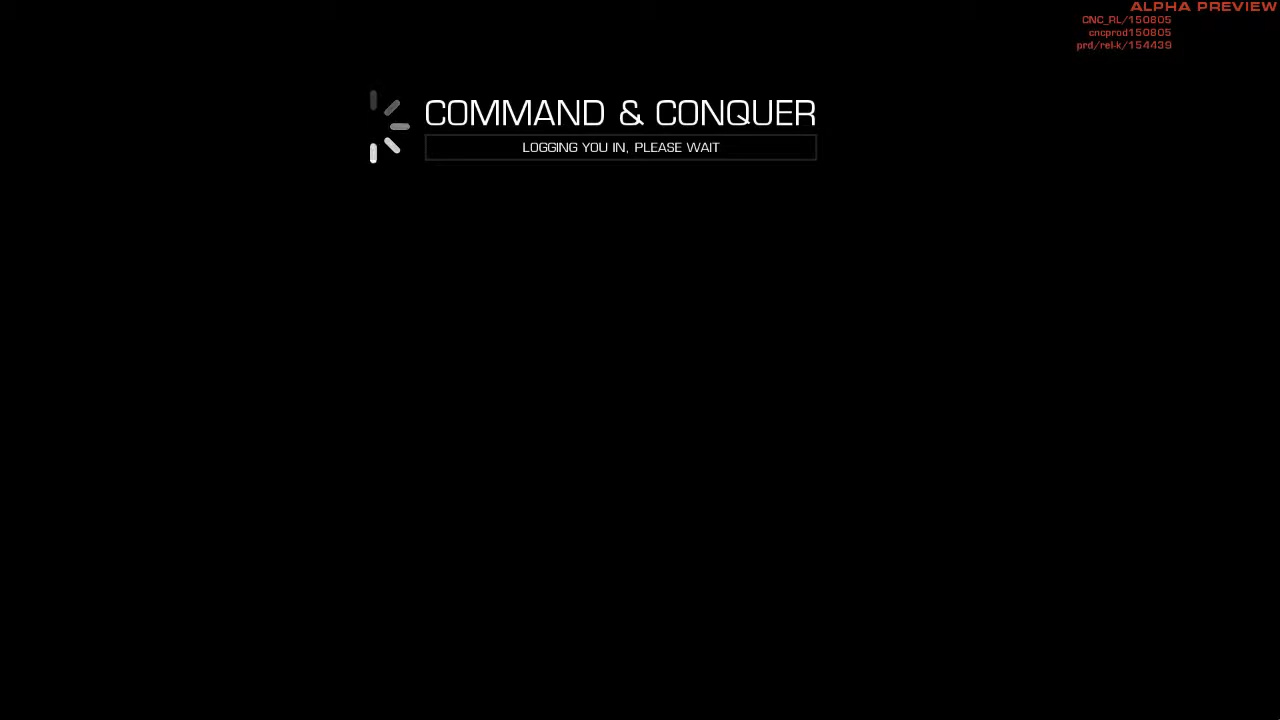 ALPHA PREVIEW
CNC_RL/150805
cncprod150805
prd/rel-k/154439
COMMAND & CONQUER
LOGGING YOU IN, PLEASE WAIT